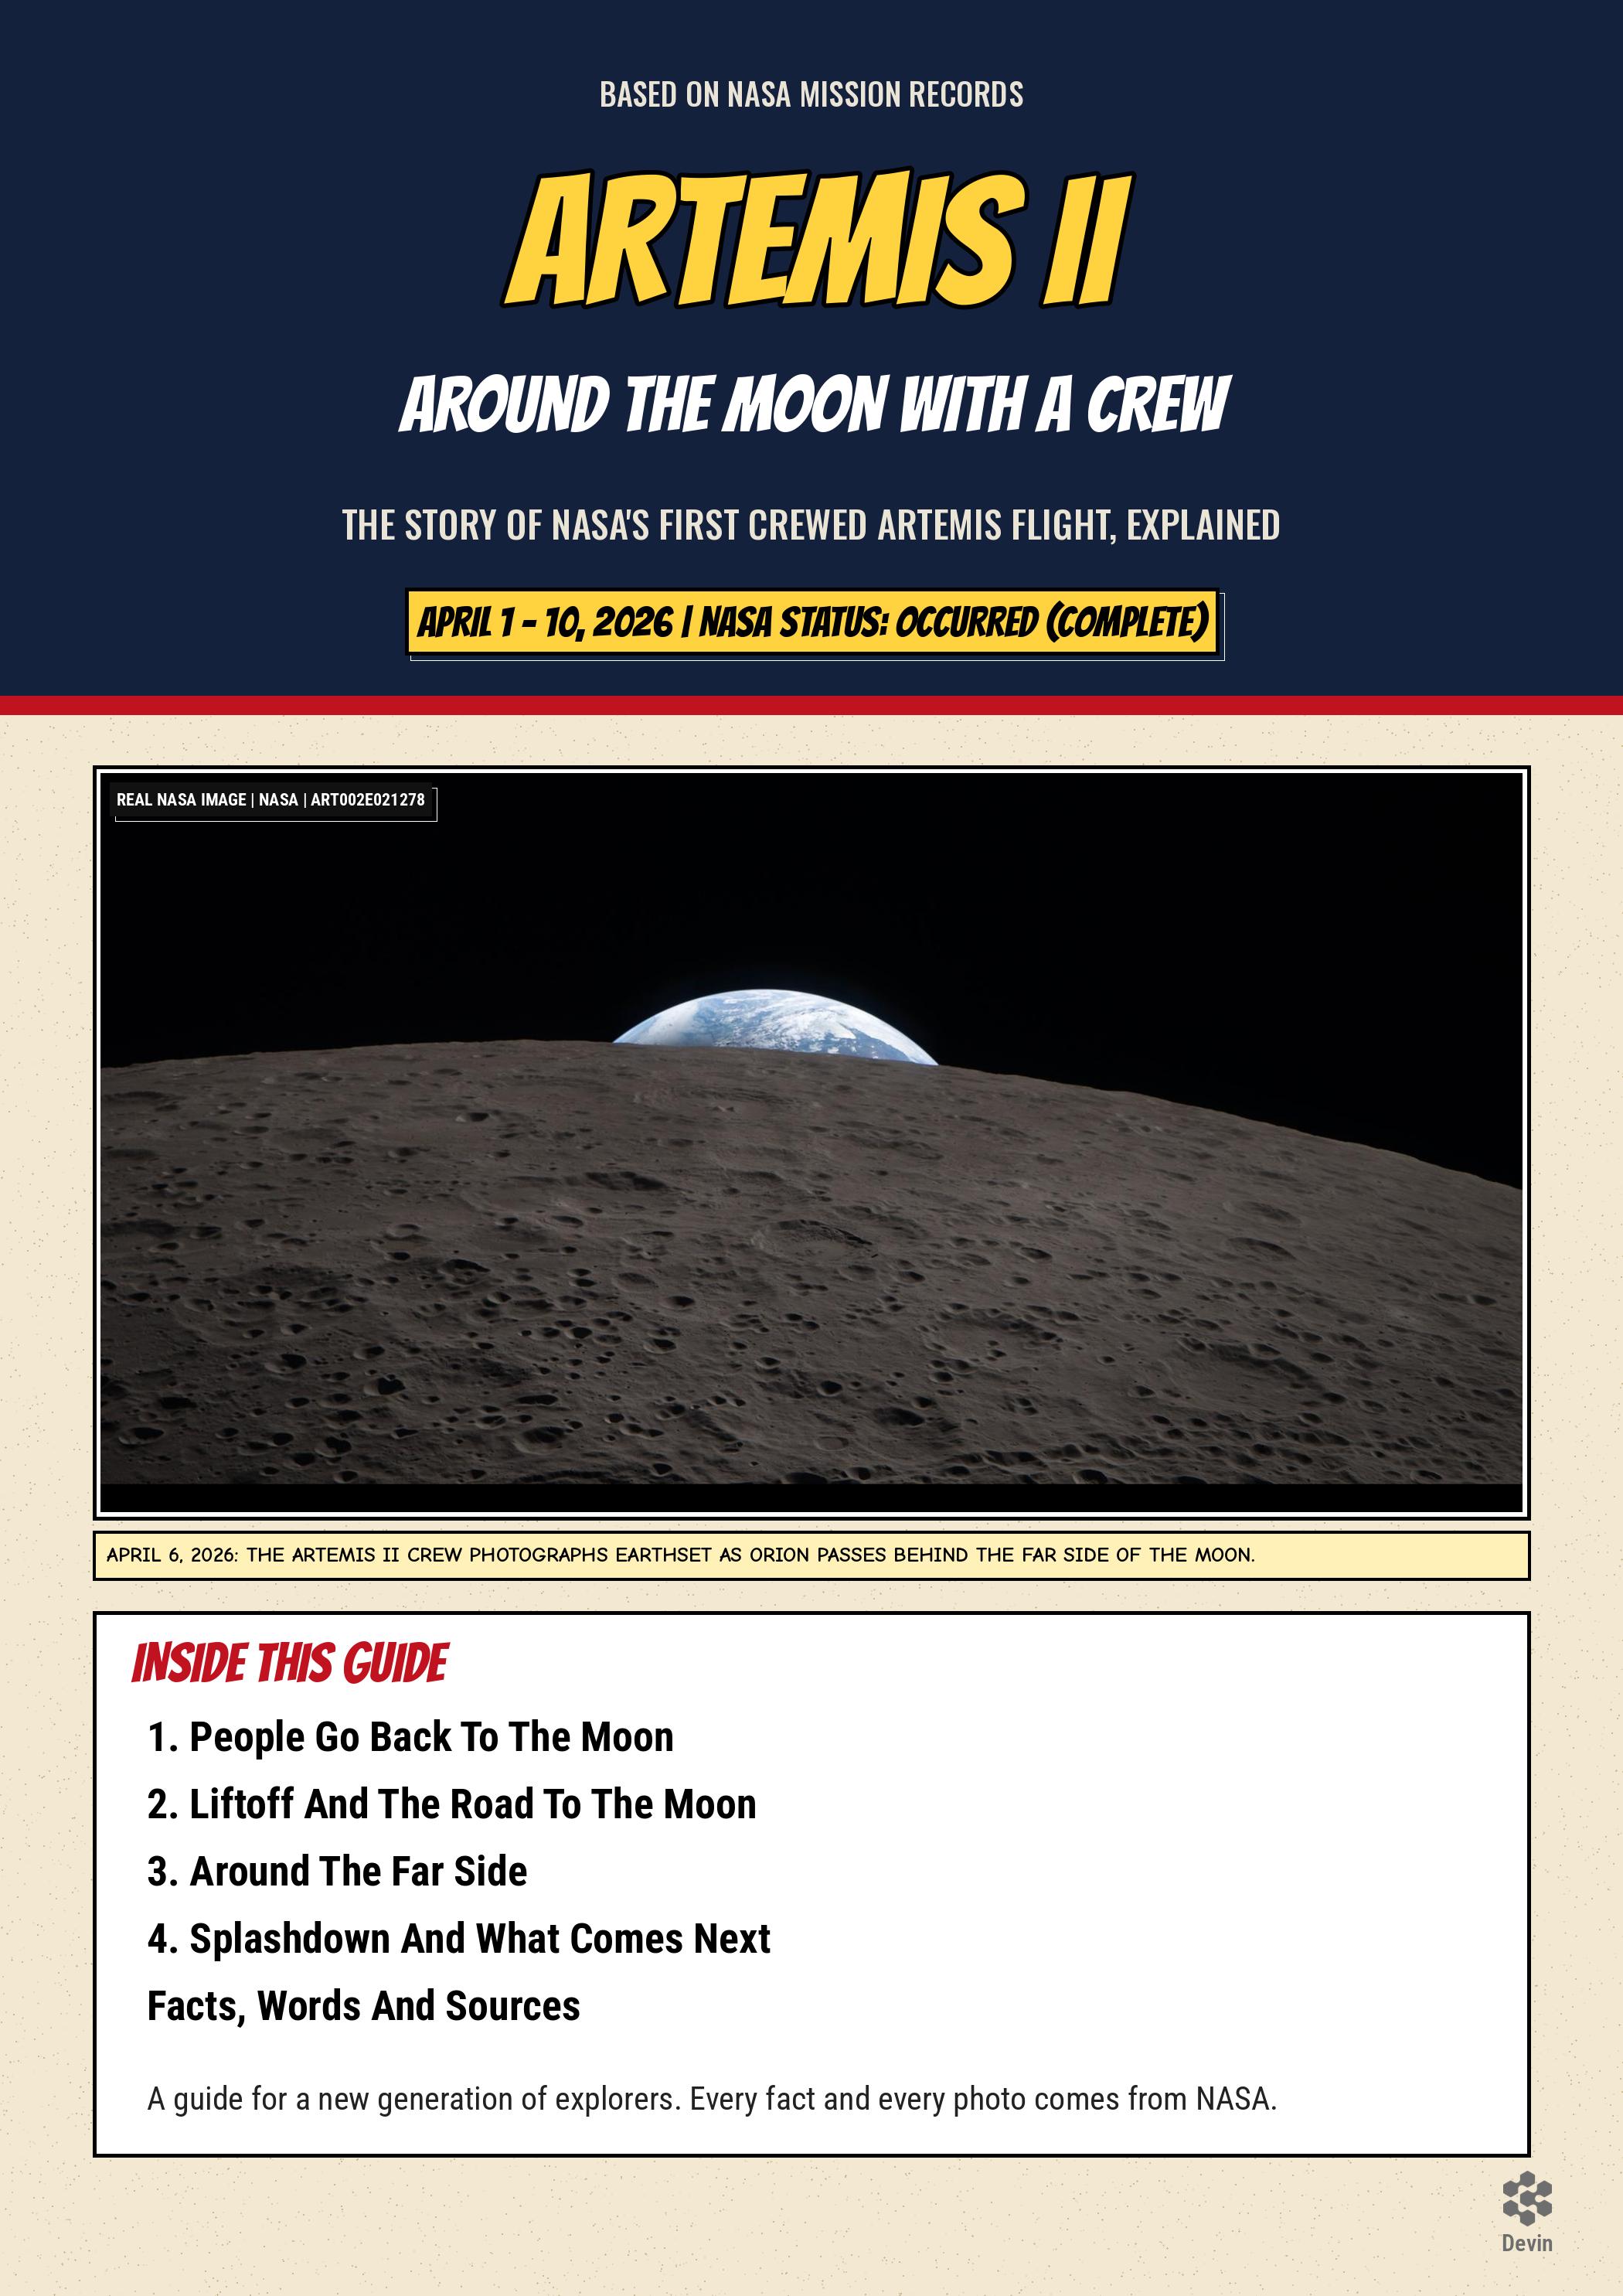 BASED ON NASA MISSION RECORDS
ARTEMIS II
AROUND THE MOON WITH A CREW
THE STORY OF NASA'S FIRST CREWED ARTEMIS FLIGHT, EXPLAINED
APRIL 1 - 10, 2026 | NASA STATUS: OCCURRED (COMPLETE)
REAL NASA IMAGE | NASA | ART002E021278
APRIL 6, 2026: THE ARTEMIS II CREW PHOTOGRAPHS EARTHSET AS ORION PASSES BEHIND THE FAR SIDE OF THE MOON.
INSIDE THIS GUIDE
1. People Go Back To The Moon
2. Liftoff And The Road To The Moon
3. Around The Far Side
4. Splashdown And What Comes Next
Facts, Words And Sources
A guide for a new generation of explorers. Every fact and every photo comes from NASA.
Devin